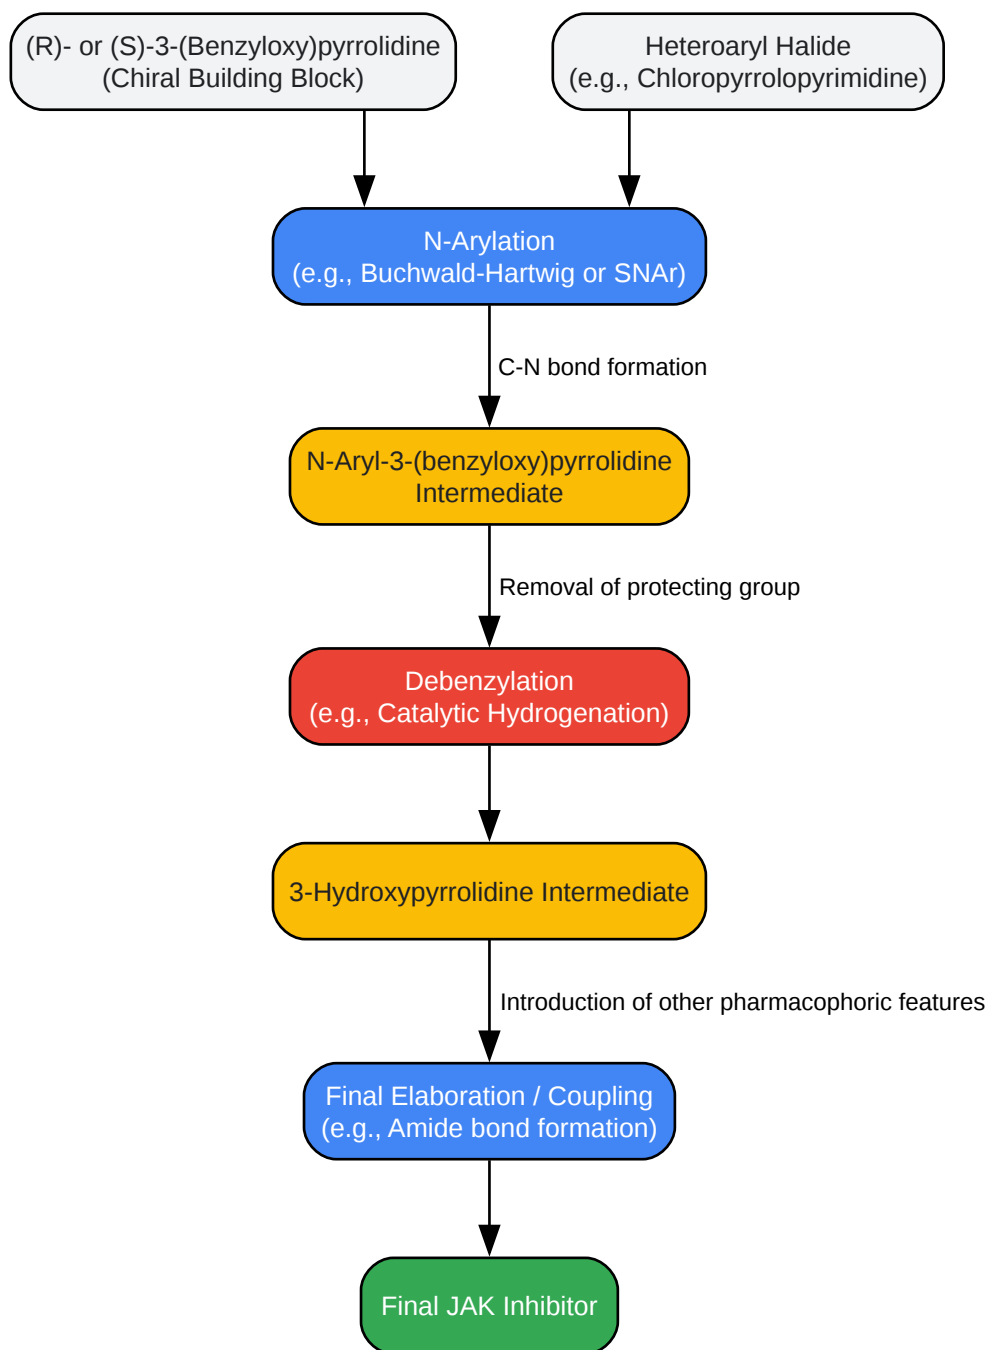 (R)- or (S)-3-(Benzyloxy)pyrrolidine
(Chiral Building Block)
Heteroaryl Halide
(e.g., Chloropyrrolopyrimidine)
N-Arylation
(e.g., Buchwald-Hartwig or SNAr)
C-N bond formation
N-Aryl-3-(benzyloxy)pyrrolidine
Intermediate
Removal of protecting group
Debenzylation
(e.g., Catalytic Hydrogenation)
3-Hydroxypyrrolidine Intermediate
Introduction of other pharmacophoric features
Final Elaboration / Coupling
(e.g., Amide bond formation)
Final JAK Inhibitor